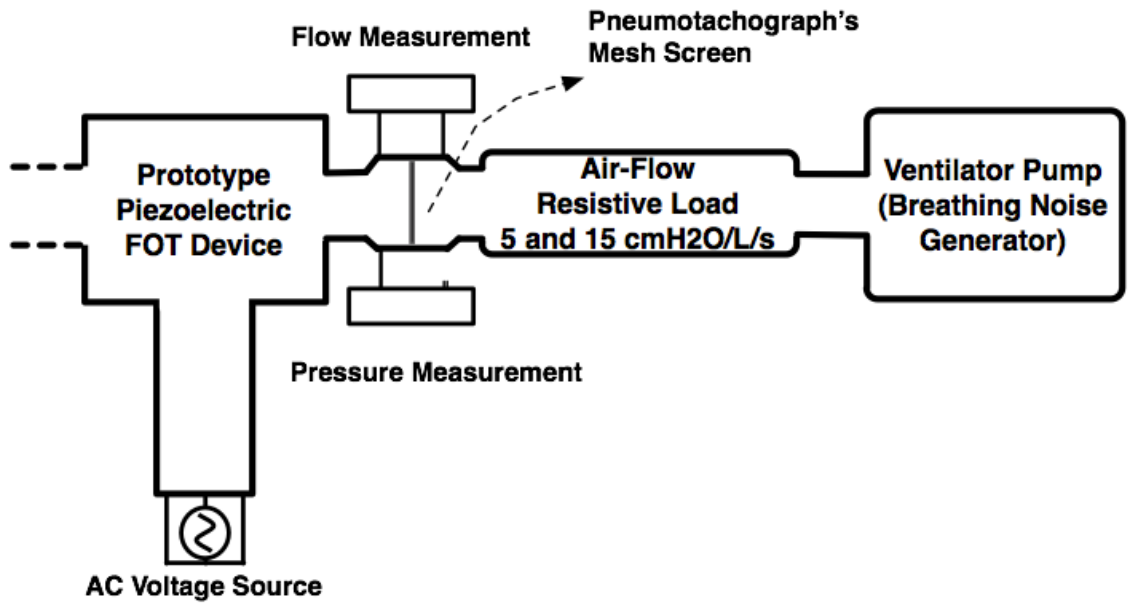 Flow Measurement
Pneumotachograph's
Mesh Screen
Prototype
Piezoelectric
FOT Device
Air-Flow
Resistive Load
5 and 15 cmH2O/L/s
Ventilator Pump
(Breathing Noise
Generator)
Pressure Measurement
AC Voltage Source